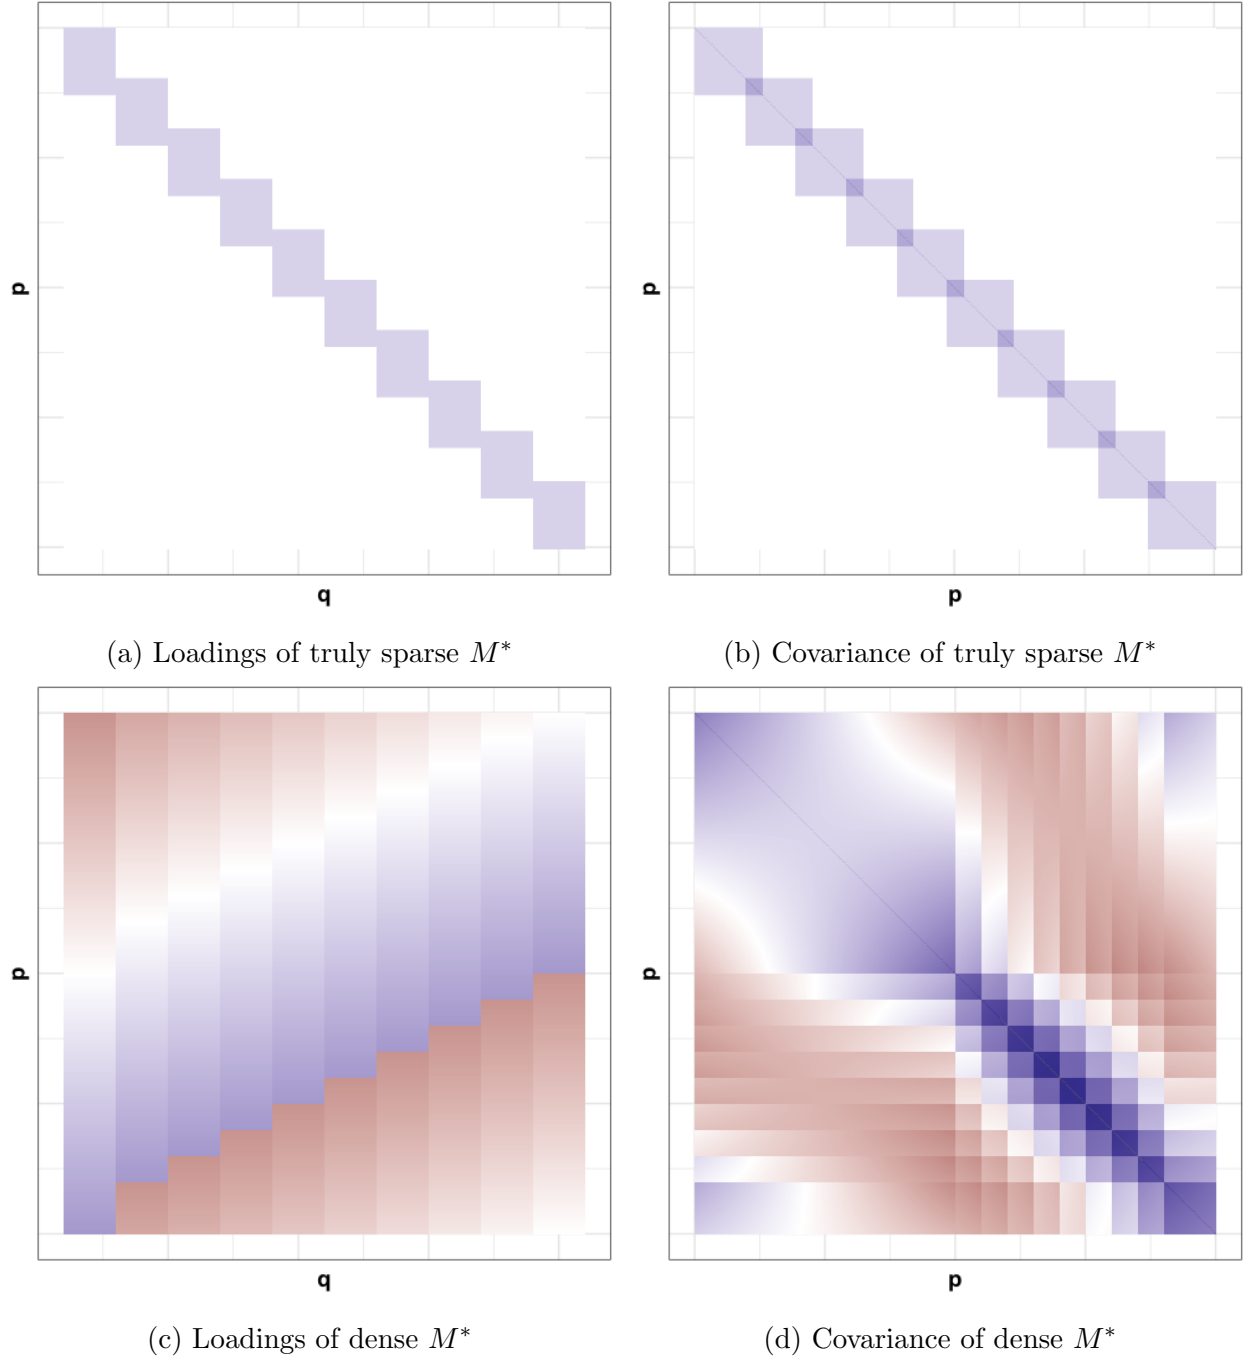 p
p
q
p
(a) Loadings of truly sparse $M^*$
(b) Covariance of truly sparse $M^*$
p
p
q
p
(c) Loadings of dense $M^*$
(d) Covariance of dense $M^*$